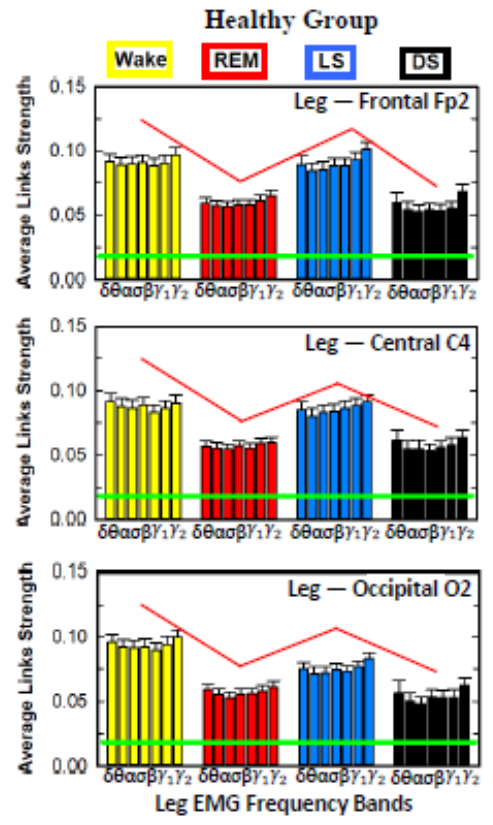 Healthy Group
Wake REM LS DS
Leg — Frontal Fp2
Average Links Strength
0.15
0.10
0.05
0.00
δθασβγ₁γ₂ δθασβγ₁γ₂ δθασβγ₁γ₂ δθασβγ₁γ₂
Leg — Central C4
Average Links Strength
0.15
0.10
0.05
0.00
δθασβγ₁γ₂ δθασβγ₁γ₂ δθασβγ₁γ₂ δθασβγ₁γ₂
Leg — Occipital O2
Average Links Strength
0.15
0.10
0.05
0.00
δθασβγ₁γ₂ δθασβγ₁γ₂ δθασβγ₁γ₂ δθασβγ₁γ₂
Leg EMG Frequency Bands